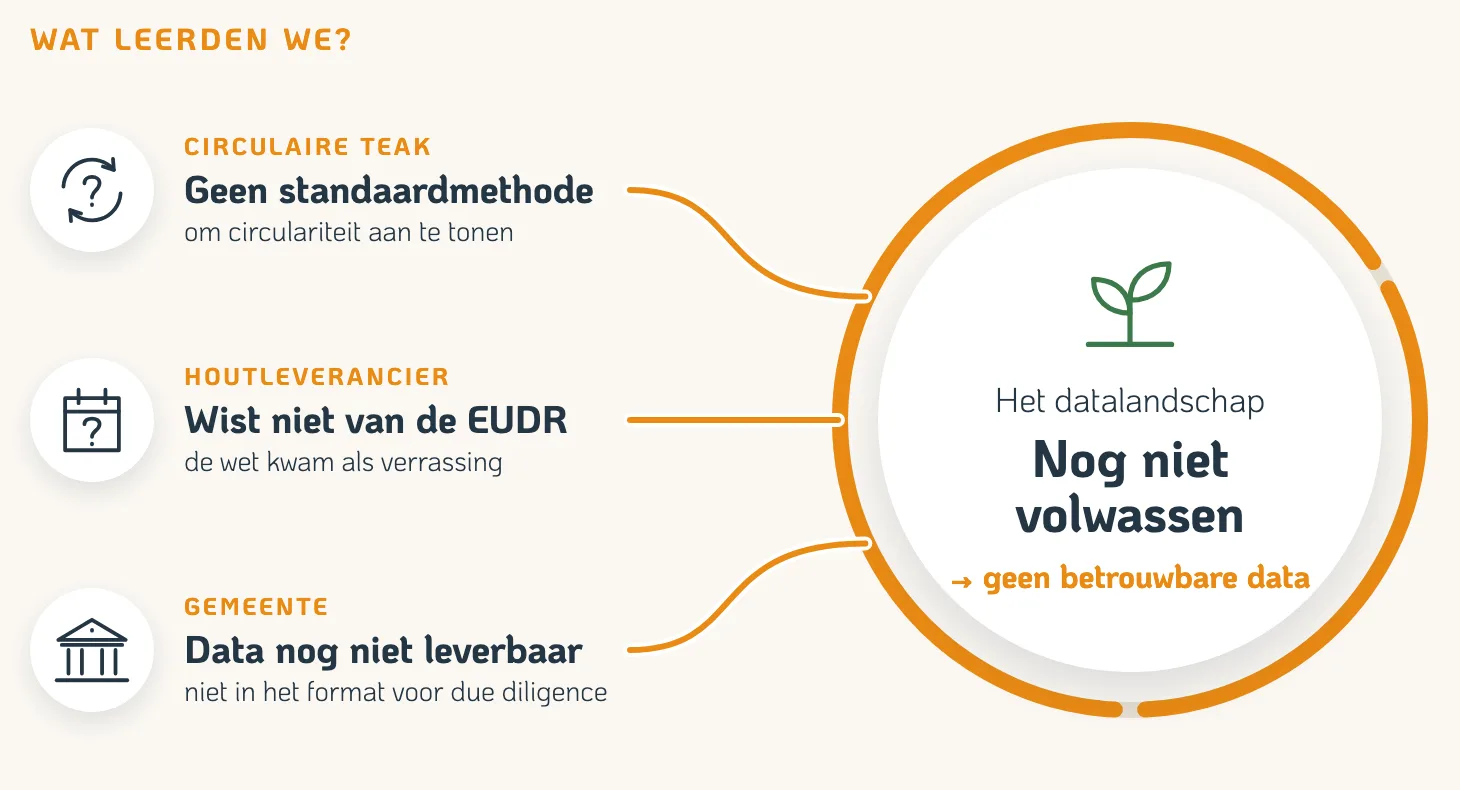 WAT LEERDEN WE?
CIRCULAIRE TEAK
Geen standaardmethode
om circulariteit aan te tonen
HOUTLEVERANCIER
Wist niet van de EUDR
de wet kwam als verrassing
GEMEENTE
Data nog niet leverbaar
niet in het format voor due diligence
Het datalandschap
Nog niet
volwassen
→ geen betrouwbare data